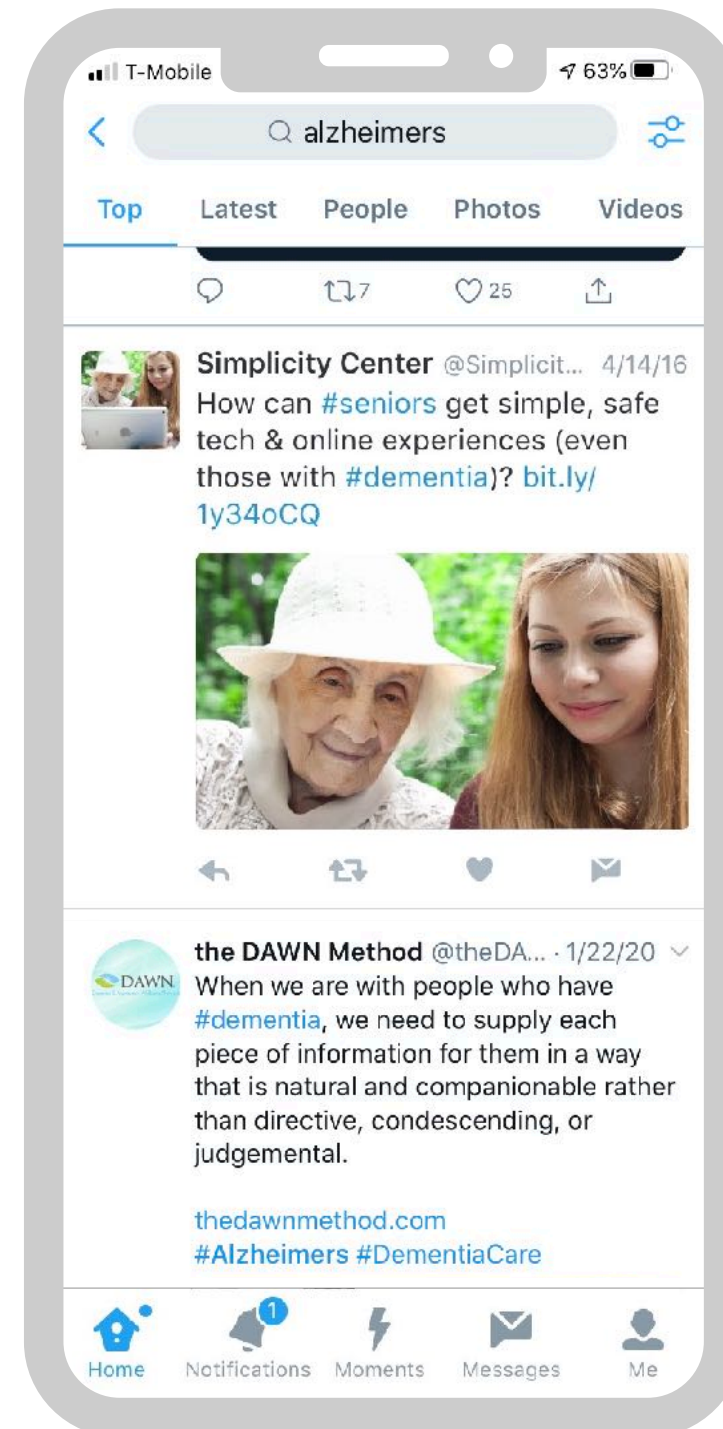 T-Mobile
63%
alzheimers
Top Latest People Photos Videos
7 25
Simplicity Center @Simplicit... 4/14/16
How can #seniors get simple, safe
tech & online experiences (even
those with #dementia)? bit.ly/
1y34oCQ
the DAWN Method @theDA... · 1/22/20
DAWN
When we are with people who have
#dementia, we need to supply each
piece of information for them in a way
that is natural and companionable rather
than directive, condescending, or
judgemental.
thedawnmethod.com
#Alzheimers #DementiaCare
1
Home Notifications Moments Messages Me